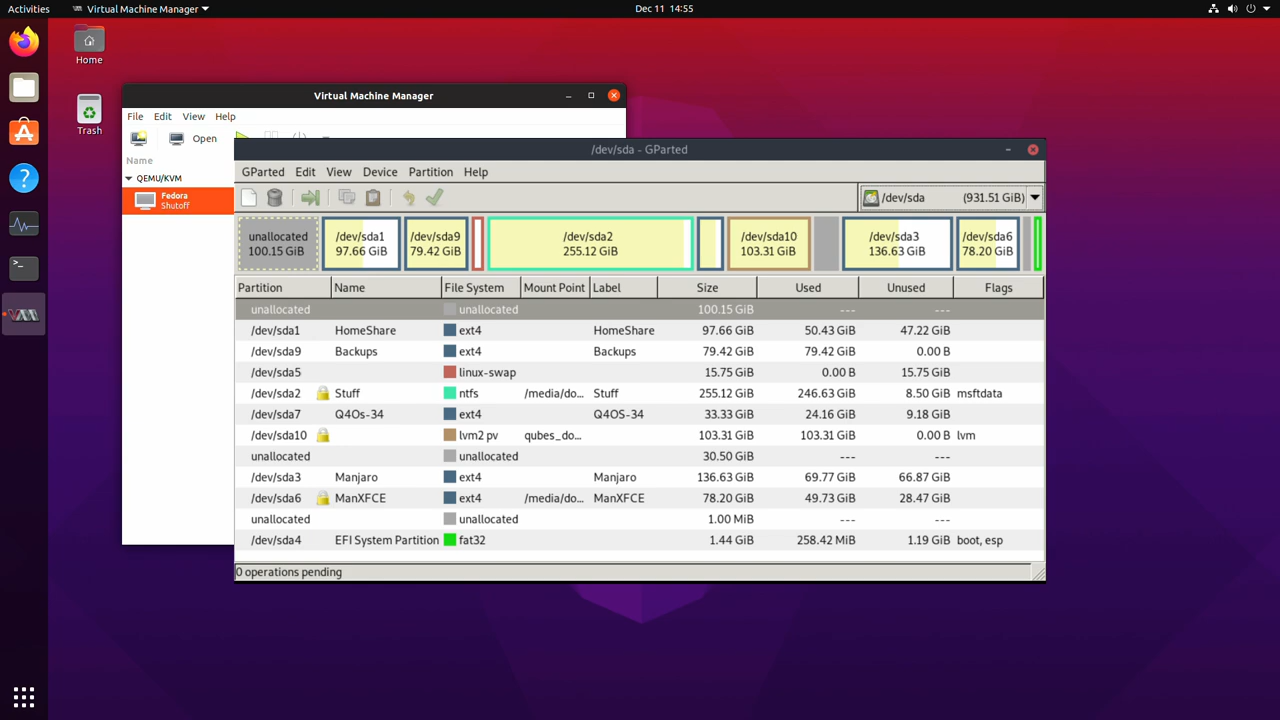 Activities Virtual Machine Manager Dec 11 14:55
Home
Trash
Virtual Machine Manager
File Edit View Help
Open
Name
QEMU/KVM
Fedora
Shutoff
/dev/sda - GParted
GParted Edit View Device Partition Help
/dev/sda (931.51 GiB)
unallocated
100.15 GiB
/dev/sda1
97.66 GiB
/dev/sda9
79.42 GiB
/dev/sda2
255.12 GiB
/dev/sda10
103.31 GiB
/dev/sda3
136.63 GiB
/dev/sda6
78.20 GiB
Partition Name File System Mount Point Label Size Used Unused Flags
unallocated unallocated 100.15 GiB --- ---
/dev/sda1 HomeShare ext4 HomeShare 97.66 GiB 50.43 GiB 47.22 GiB
/dev/sda9 Backups ext4 Backups 79.42 GiB 79.42 GiB 0.00 B
/dev/sda5 linux-swap 15.75 GiB 0.00 B 15.75 GiB
/dev/sda2 Stuff ntfs /media/do... Stuff 255.12 GiB 246.63 GiB 8.50 GiB msftdata
/dev/sda7 Q4Os-34 ext4 Q4OS-34 33.33 GiB 24.16 GiB 9.18 GiB
/dev/sda10 lvm2 pv qubes_do... 103.31 GiB 103.31 GiB 0.00 B lvm
unallocated unallocated 30.50 GiB --- ---
/dev/sda3 Manjaro ext4 Manjaro 136.63 GiB 69.77 GiB 66.87 GiB
/dev/sda6 ManXFCE ext4 /media/do... ManXFCE 78.20 GiB 49.73 GiB 28.47 GiB
unallocated unallocated 1.00 MiB --- ---
/dev/sda4 EFI System Partition fat32 1.44 GiB 258.42 MiB 1.19 GiB boot, esp
0 operations pending